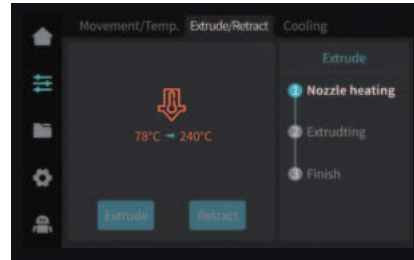 Movement/Temp. Extrude/Retract Cooling
Extrude
1 Nozzle heating
78°C → 240°C
2 Extrudting
3 Finish
Extrude Retract